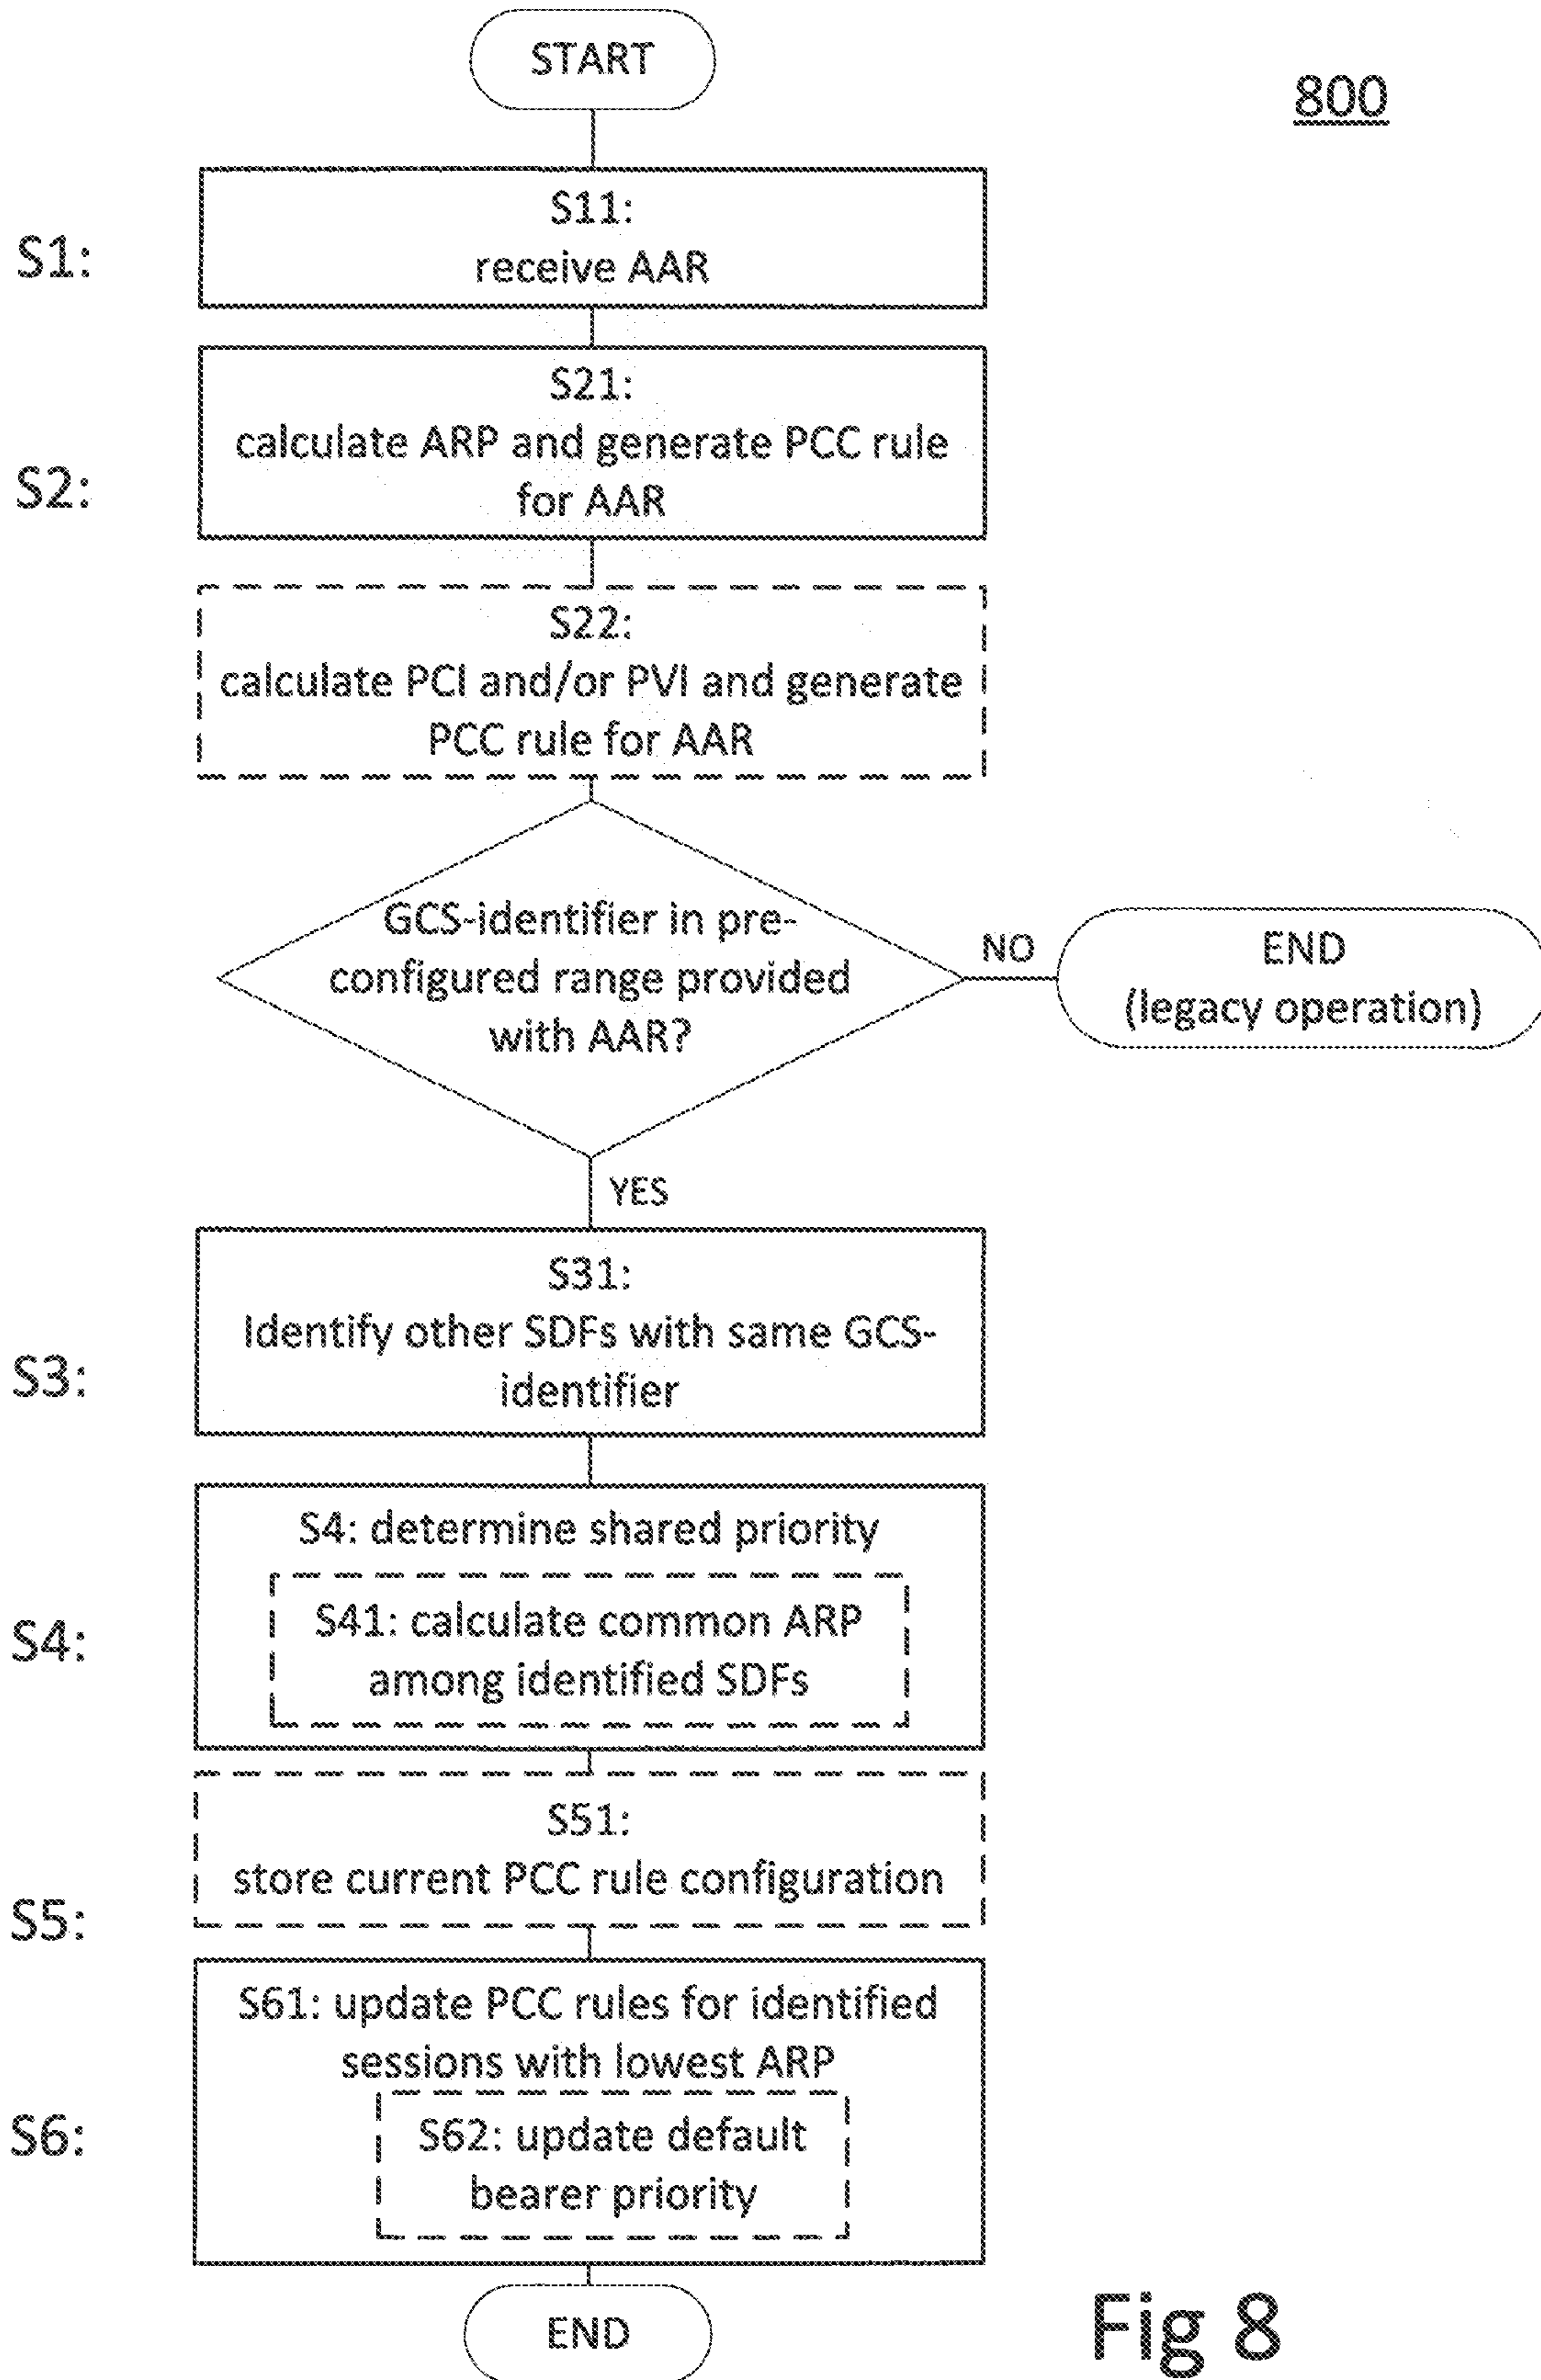 START
800
S1:
S11:
receive AAR
S2:
S21:
calculate ARP and generate PCC rule
for AAR
S22:
calculate PCI and/or PVI and generate
PCC rule for AAR
GCS-identifier in pre-
configured range provided
with AAR?
NO
END
(legacy operation)
YES
S3:
S31:
Identify other SDFs with same GCS-
identifier
S4:
S4: determine shared priority
S41: calculate common ARP
among identified SDFs
S5:
S51:
store current PCC rule configuration
S6:
S61: update PCC rules for identified
sessions with lowest ARP
S62: update default
bearer priority
END
Fig 8